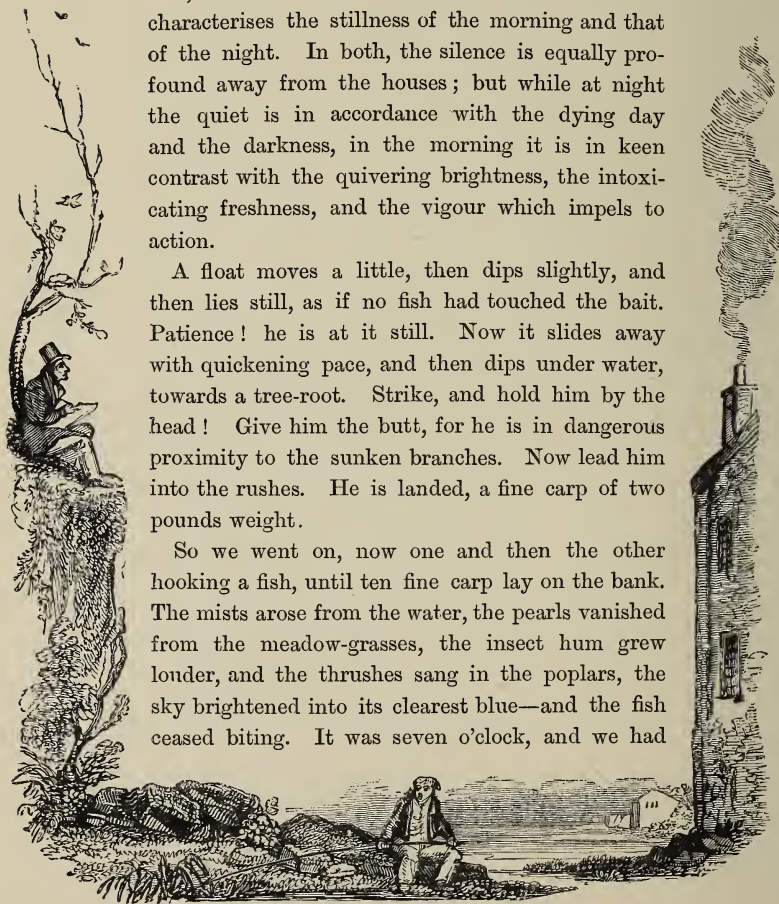 characterises the stillness of the morning and that
of the night. In both, the silence is equally pro-
found away from the houses; but while at night
the quiet is in accordance with the dying day
and the darkness, in the morning it is in keen
contrast with the quivering brightness, the intoxi-
cating freshness, and the vigour which impels to
action.
A float moves a little, then dips slightly, and
then lies still, as if no fish had touched the bait.
Patience! he is at it still. Now it slides away
with quickening pace, and then dips under water,
towards a tree-root. Strike, and hold him by the
head! Give him the butt, for he is in dangerous
proximity to the sunken branches. Now lead him
into the rushes. He is landed, a fine carp of two
pounds weight.
So we went on, now one and then the other
hooking a fish, until ten fine carp lay on the bank.
The mists arose from the water, the pearls vanished
from the meadow-grasses, the insect hum grew
louder, and the thrushes sang in the poplars, the
sky brightened into its clearest blue—and the fish
ceased biting. It was seven o'clock, and we had